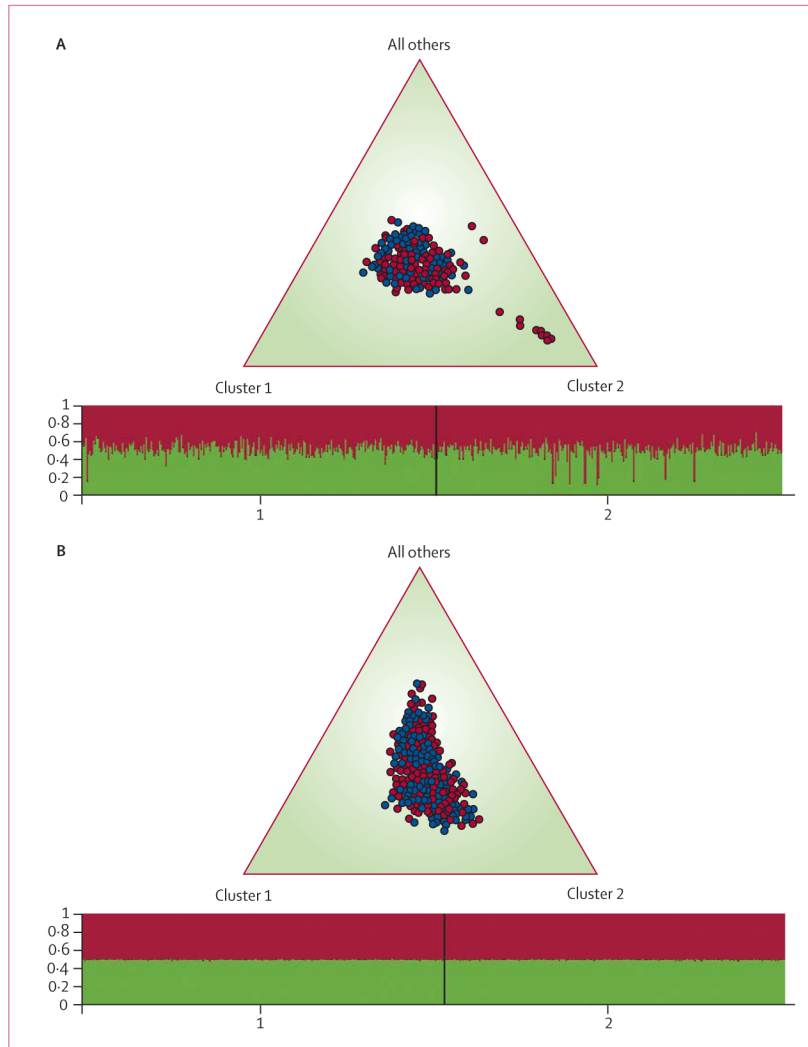 A
All others
Cluster 1
Cluster 2
1
0·8
0·6
0·4
0·2
0
1
2
B
All others
Cluster 1
Cluster 2
1
0·8
0·6
0·4
0·2
0
1
2